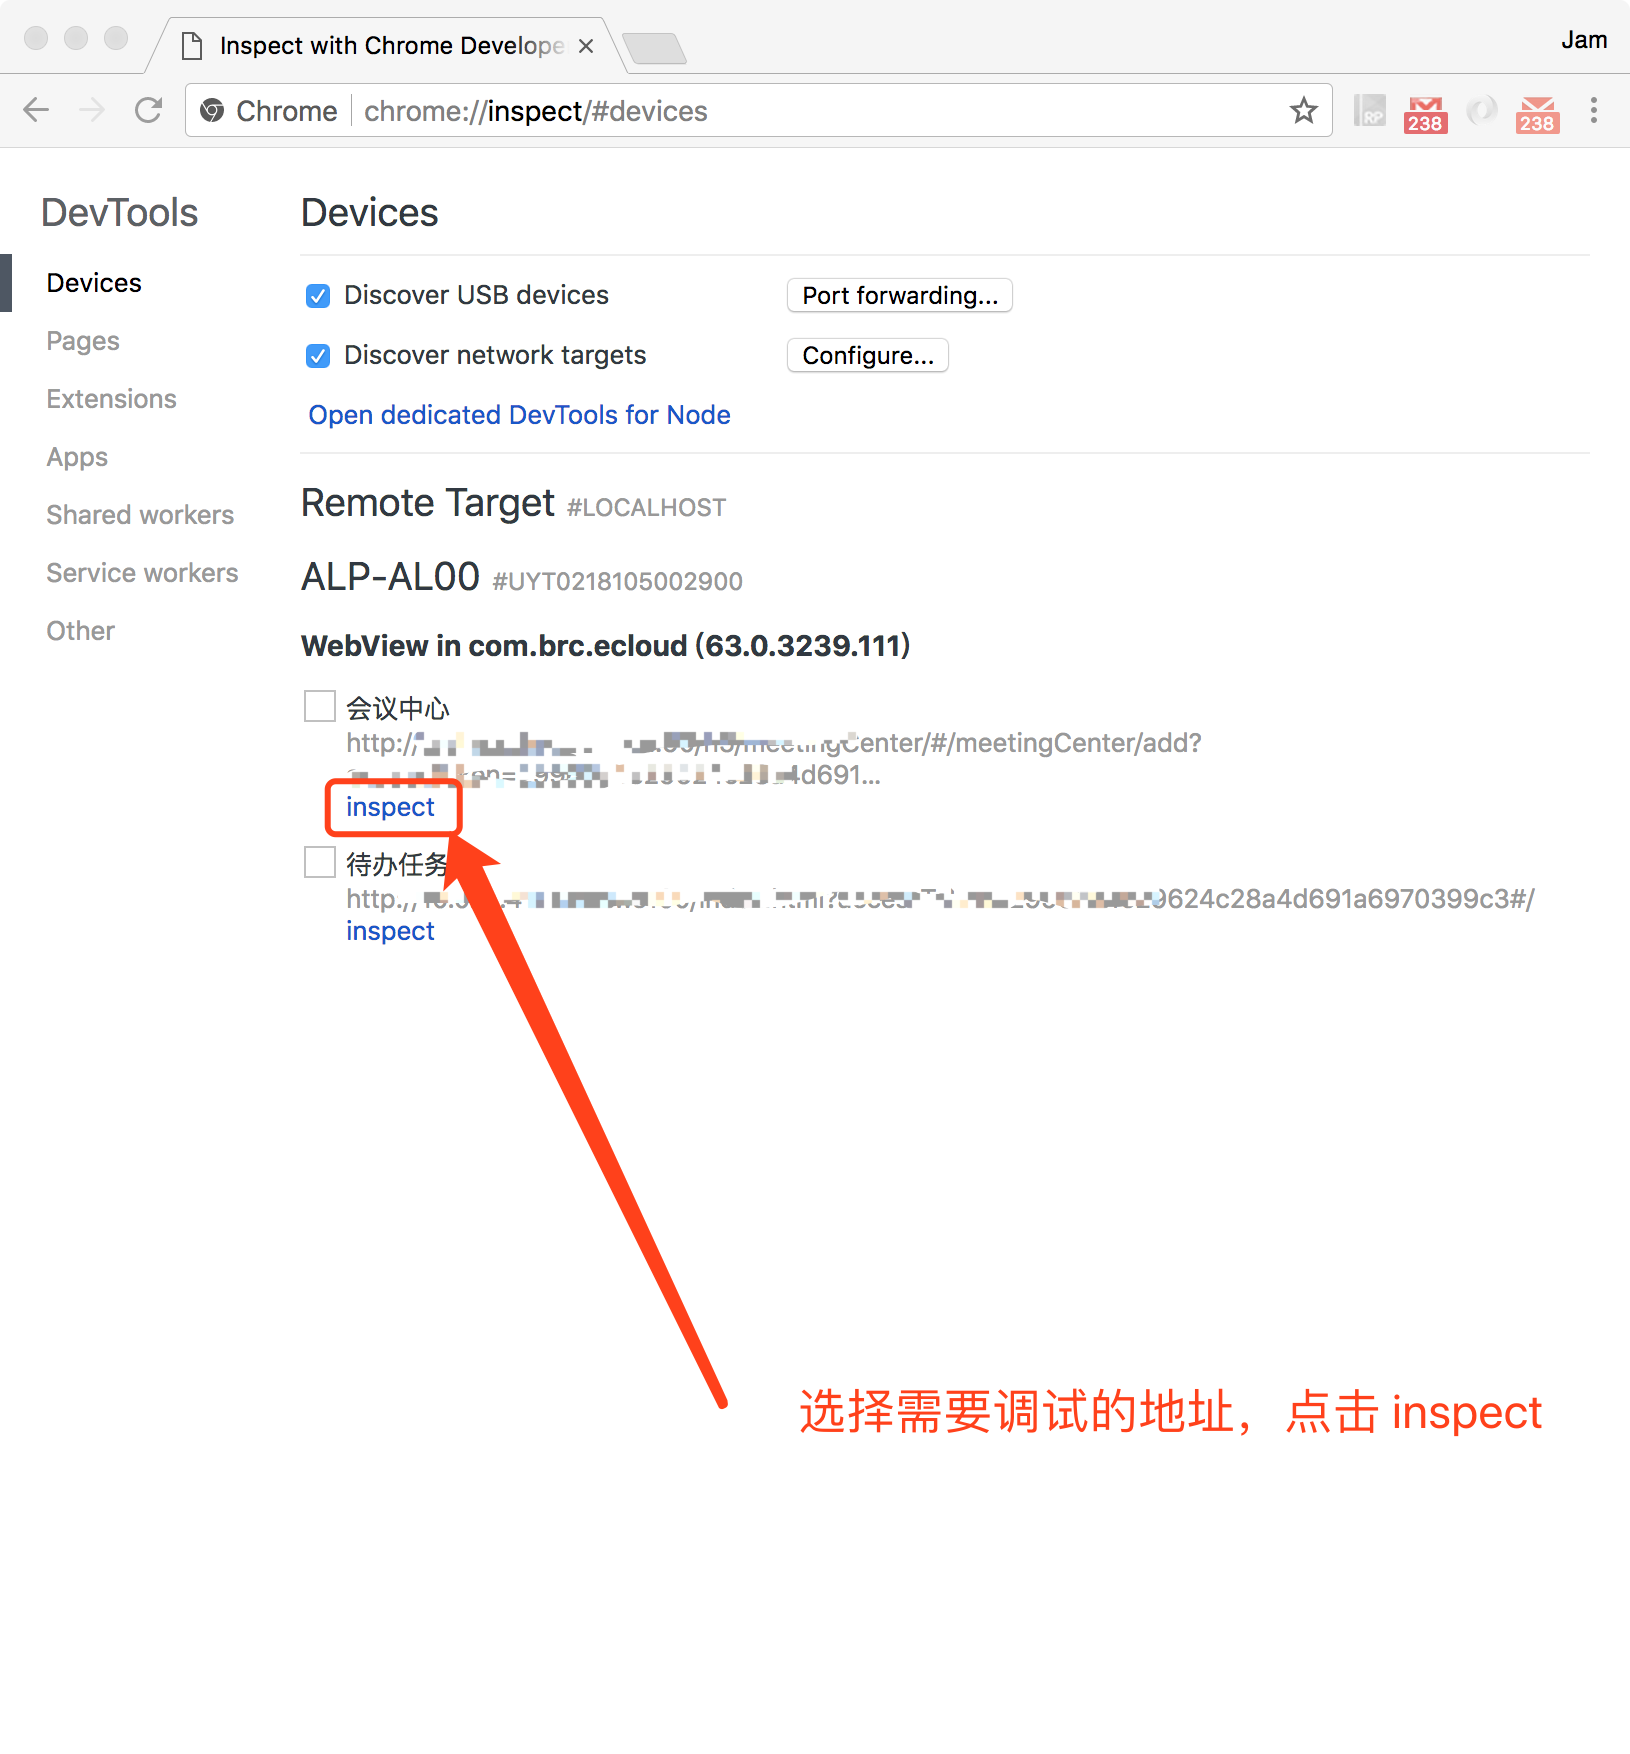 Inspect with Chrome Develope
Jam
Chrome
chrome://inspect/#devices
RP
238
238
DevTools
Devices
Devices
Discover USB devices
Port forwarding...
Pages
Discover network targets
Configure...
Extensions
Open dedicated DevTools for Node
Apps
Remote Target #LOCALHOST
Shared workers
ALP-AL00 #UYT0218105002900
Service workers
Other
WebView in com.brc.ecloud (63.0.3239.111)
会议中心
http:// meetingCenter/#/meetingCenter/add?
4d691...
inspect
待办任务
http:// 9624c28a4d691a6970399c3#/
inspect
选择需要调试的地址，点击 inspect